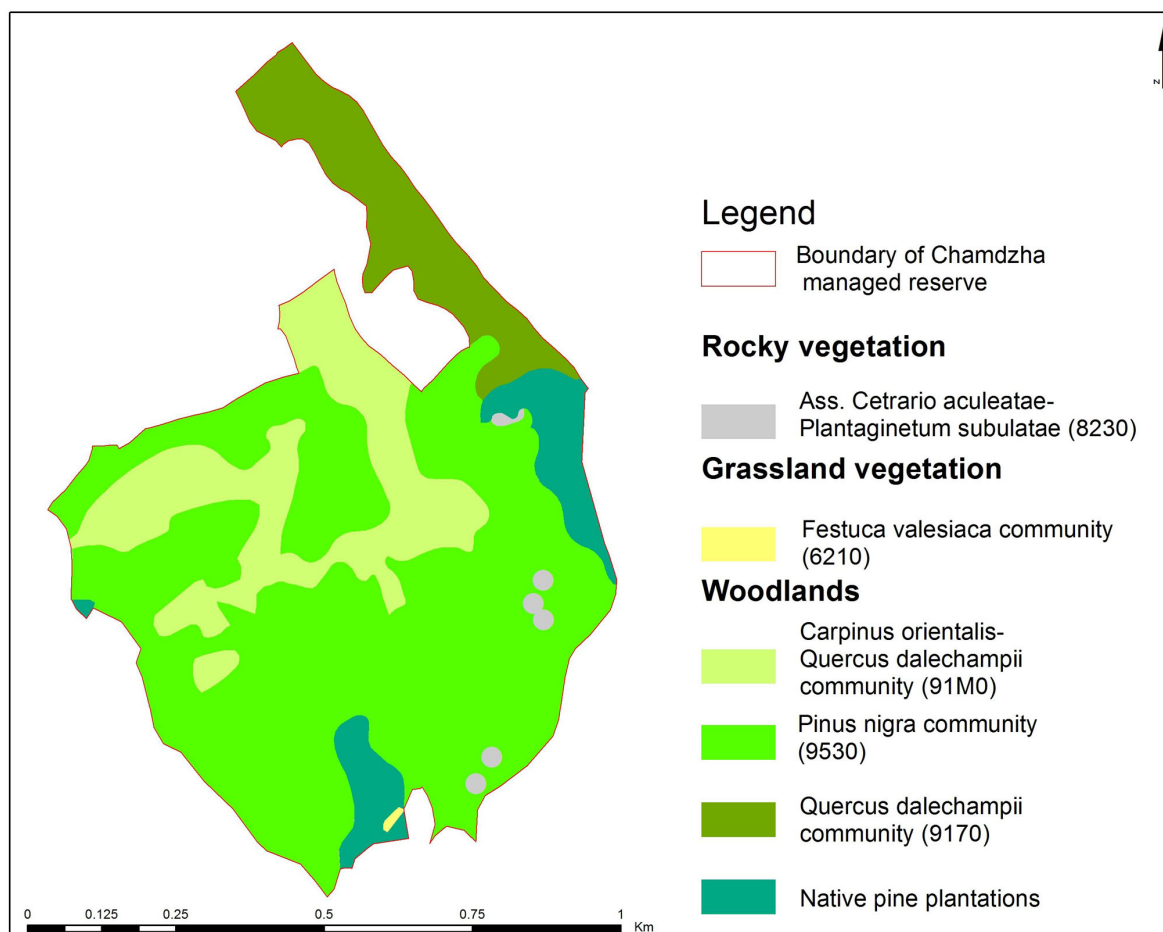 z
Legend
Boundary of Chamdzha
managed reserve
Rocky vegetation
Ass. Cetrario aculeatae-
Plantaginetum subulatae (8230)
Grassland vegetation
Festuca valesiaca community
(6210)
Woodlands
Carpinus orientalis-
Quercus dalechampii
community (91M0)
Pinus nigra community
(9530)
Quercus dalechampii
community (9170)
Native pine plantations
0 0.125 0.25 0.5 0.75 1
Km